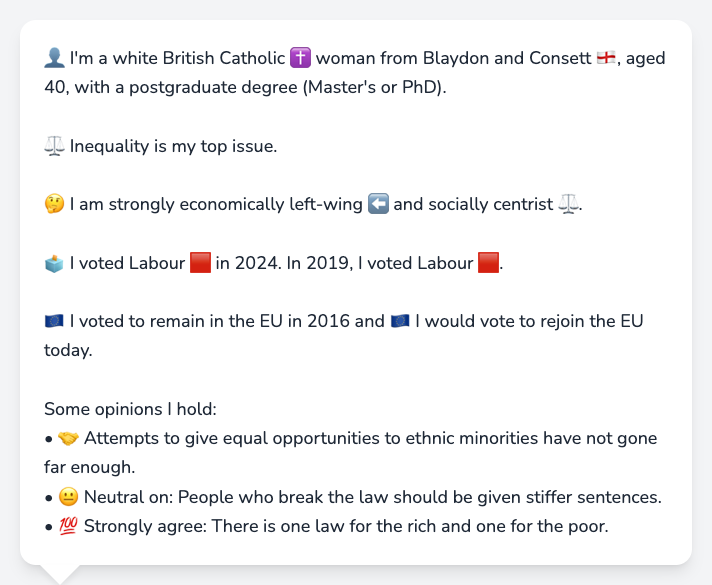 👤 I'm a white British Catholic ✝️ woman from Blaydon and Consett 🏴󠁧󠁢󠁥󠁮󠁧󠁿, aged
40, with a postgraduate degree (Master's or PhD).
⚖️ Inequality is my top issue.
🤔 I am strongly economically left-wing ⬅️ and socially centrist ⚖️.
🗳️ I voted Labour 🟥 in 2024. In 2019, I voted Labour 🟥.
🇪🇺 I voted to remain in the EU in 2016 and 🇪🇺 I would vote to rejoin the EU
today.
Some opinions I hold:
• 🤝 Attempts to give equal opportunities to ethnic minorities have not gone
far enough.
• 😐 Neutral on: People who break the law should be given stiffer sentences.
• 💯 Strongly agree: There is one law for the rich and one for the poor.